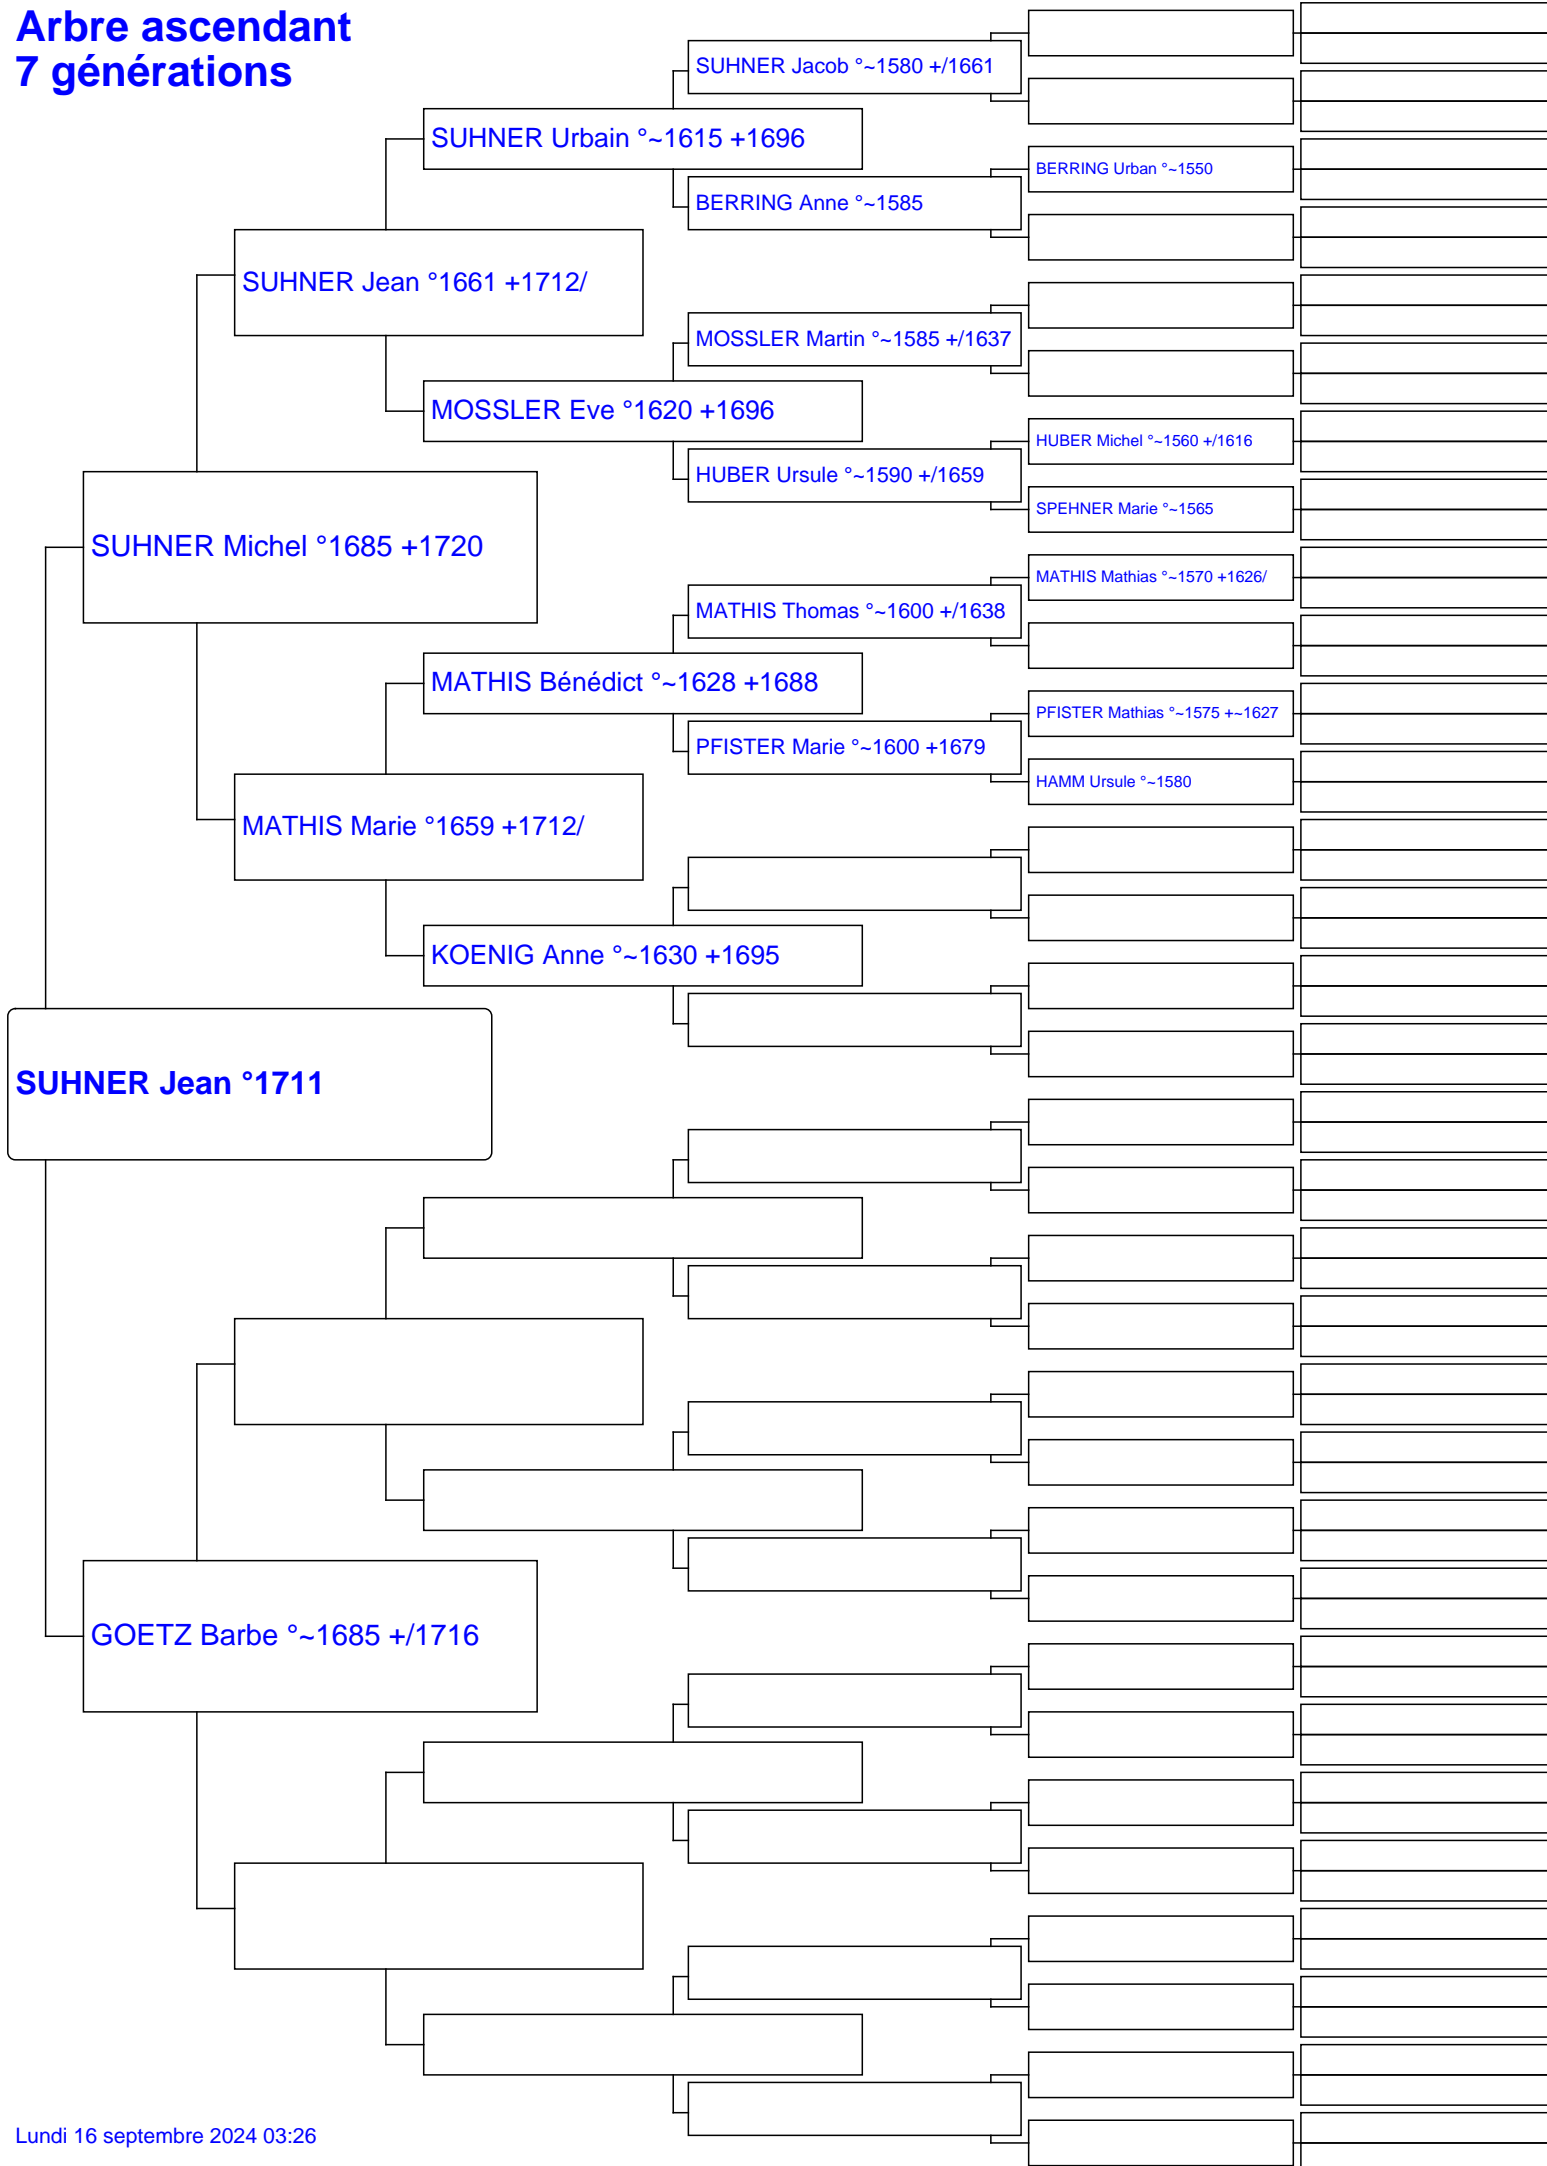 Arbre ascendant
7 générations
SUHNER Jacob °~1580 +/1661
SUHNER Urbain °~1615 +1696
BERRING Urban °~1550
BERRING Anne °~1585
SUHNER Jean °1661 +1712/
MOSSLER Martin °~1585 +/1637
MOSSLER Eve °1620 +1696
HUBER Michel °~1560 +/1616
HUBER Ursule °~1590 +/1659
SPEHNER Marie °~1565
SUHNER Michel °1685 +1720
MATHIS Mathias °~1570 +1626/
MATHIS Thomas °~1600 +/1638
MATHIS Bénédict °~1628 +1688
PFISTER Mathias °~1575 +~1627
PFISTER Marie °~1600 +1679
HAMM Ursule °~1580
MATHIS Marie °1659 +1712/
KOENIG Anne °~1630 +1695
SUHNER Jean °1711
GOETZ Barbe °~1685 +/1716
Lundi 16 septembre 2024 03:26